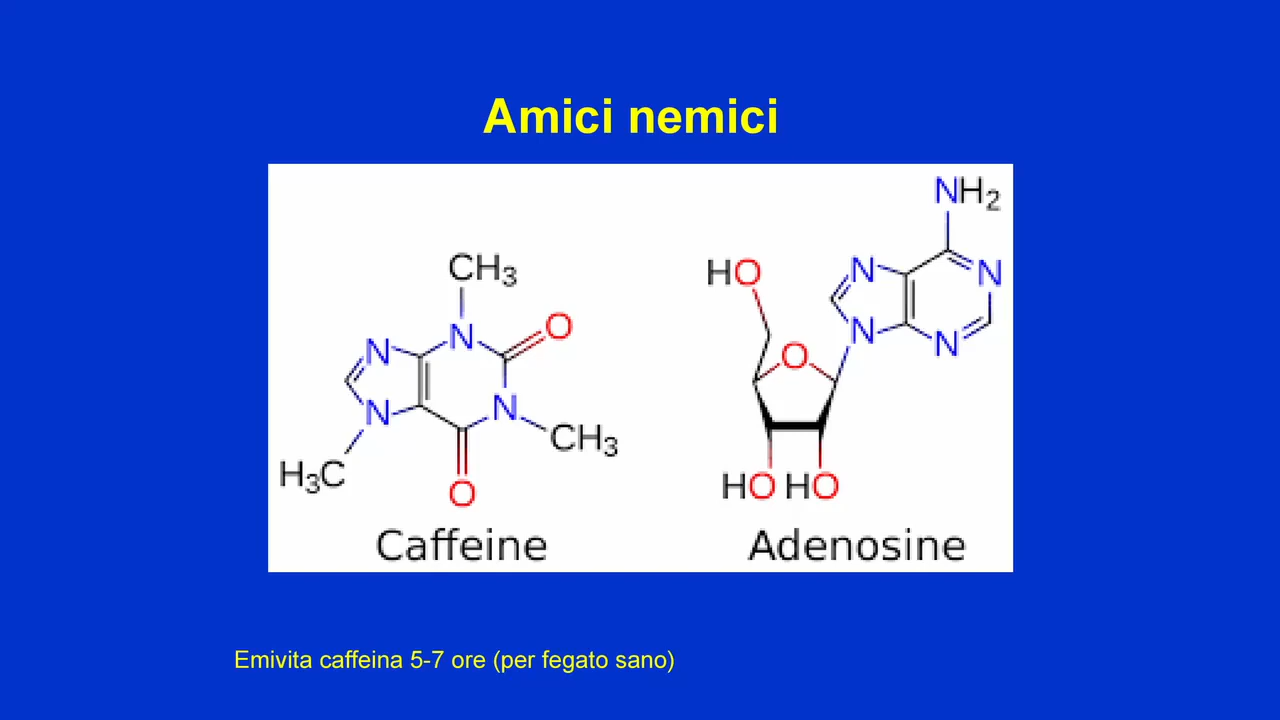 Amici nemici
CH3
N
N
O
N
N
CH3
H3C
O
Caffeine
NH2
HO
N
N
O
N
N
HO HO
Adenosine
Emivita caffeina 5-7 ore (per fegato sano)